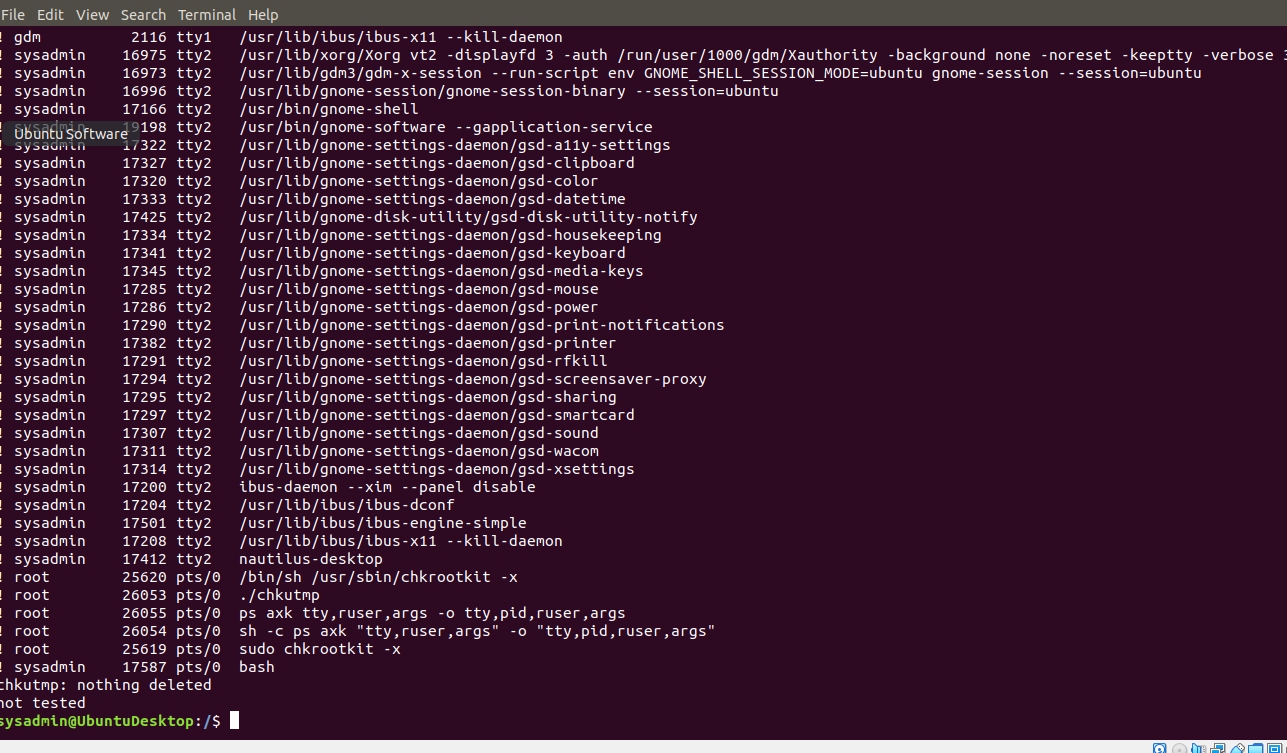 File Edit View Search Terminal Help
! gdm 2116 tty1 /usr/lib/ibus/ibus-x11 --kill-daemon
! sysadmin 16975 tty2 /usr/lib/xorg/Xorg vt2 -displayfd 3 -auth /run/user/1000/gdm/Xauthority -background none -noreset -keeptty -verbose 3
! sysadmin 16973 tty2 /usr/lib/gdm3/gdm-x-session --run-script env GNOME_SHELL_SESSION_MODE=ubuntu gnome-session --session=ubuntu
! sysadmin 16996 tty2 /usr/lib/gnome-session/gnome-session-binary --session=ubuntu
! sysadmin 17166 tty2 /usr/bin/gnome-shell
! sysadmin 19198 tty2 /usr/bin/gnome-software --gapplication-service
Ubuntu Software
! sysadmin 17322 tty2 /usr/lib/gnome-settings-daemon/gsd-a11y-settings
! sysadmin 17327 tty2 /usr/lib/gnome-settings-daemon/gsd-clipboard
! sysadmin 17320 tty2 /usr/lib/gnome-settings-daemon/gsd-color
! sysadmin 17333 tty2 /usr/lib/gnome-settings-daemon/gsd-datetime
! sysadmin 17425 tty2 /usr/lib/gnome-disk-utility/gsd-disk-utility-notify
! sysadmin 17334 tty2 /usr/lib/gnome-settings-daemon/gsd-housekeeping
! sysadmin 17341 tty2 /usr/lib/gnome-settings-daemon/gsd-keyboard
! sysadmin 17345 tty2 /usr/lib/gnome-settings-daemon/gsd-media-keys
! sysadmin 17285 tty2 /usr/lib/gnome-settings-daemon/gsd-mouse
! sysadmin 17286 tty2 /usr/lib/gnome-settings-daemon/gsd-power
! sysadmin 17290 tty2 /usr/lib/gnome-settings-daemon/gsd-print-notifications
! sysadmin 17382 tty2 /usr/lib/gnome-settings-daemon/gsd-printer
! sysadmin 17291 tty2 /usr/lib/gnome-settings-daemon/gsd-rfkill
! sysadmin 17294 tty2 /usr/lib/gnome-settings-daemon/gsd-screensaver-proxy
! sysadmin 17295 tty2 /usr/lib/gnome-settings-daemon/gsd-sharing
! sysadmin 17297 tty2 /usr/lib/gnome-settings-daemon/gsd-smartcard
! sysadmin 17307 tty2 /usr/lib/gnome-settings-daemon/gsd-sound
! sysadmin 17311 tty2 /usr/lib/gnome-settings-daemon/gsd-wacom
! sysadmin 17314 tty2 /usr/lib/gnome-settings-daemon/gsd-xsettings
! sysadmin 17200 tty2 ibus-daemon --xim --panel disable
! sysadmin 17204 tty2 /usr/lib/ibus/ibus-dconf
! sysadmin 17501 tty2 /usr/lib/ibus/ibus-engine-simple
! sysadmin 17208 tty2 /usr/lib/ibus/ibus-x11 --kill-daemon
! sysadmin 17412 tty2 nautilus-desktop
! root 25620 pts/0 /bin/sh /usr/sbin/chkrootkit -x
! root 26053 pts/0 ./chkutmp
! root 26055 pts/0 ps axk tty,ruser,args -o tty,pid,ruser,args
! root 26054 pts/0 sh -c ps axk "tty,ruser,args" -o "tty,pid,ruser,args"
! root 25619 pts/0 sudo chkrootkit -x
! sysadmin 17587 pts/0 bash
chkutmp: nothing deleted
not tested
sysadmin@UbuntuDesktop:/$